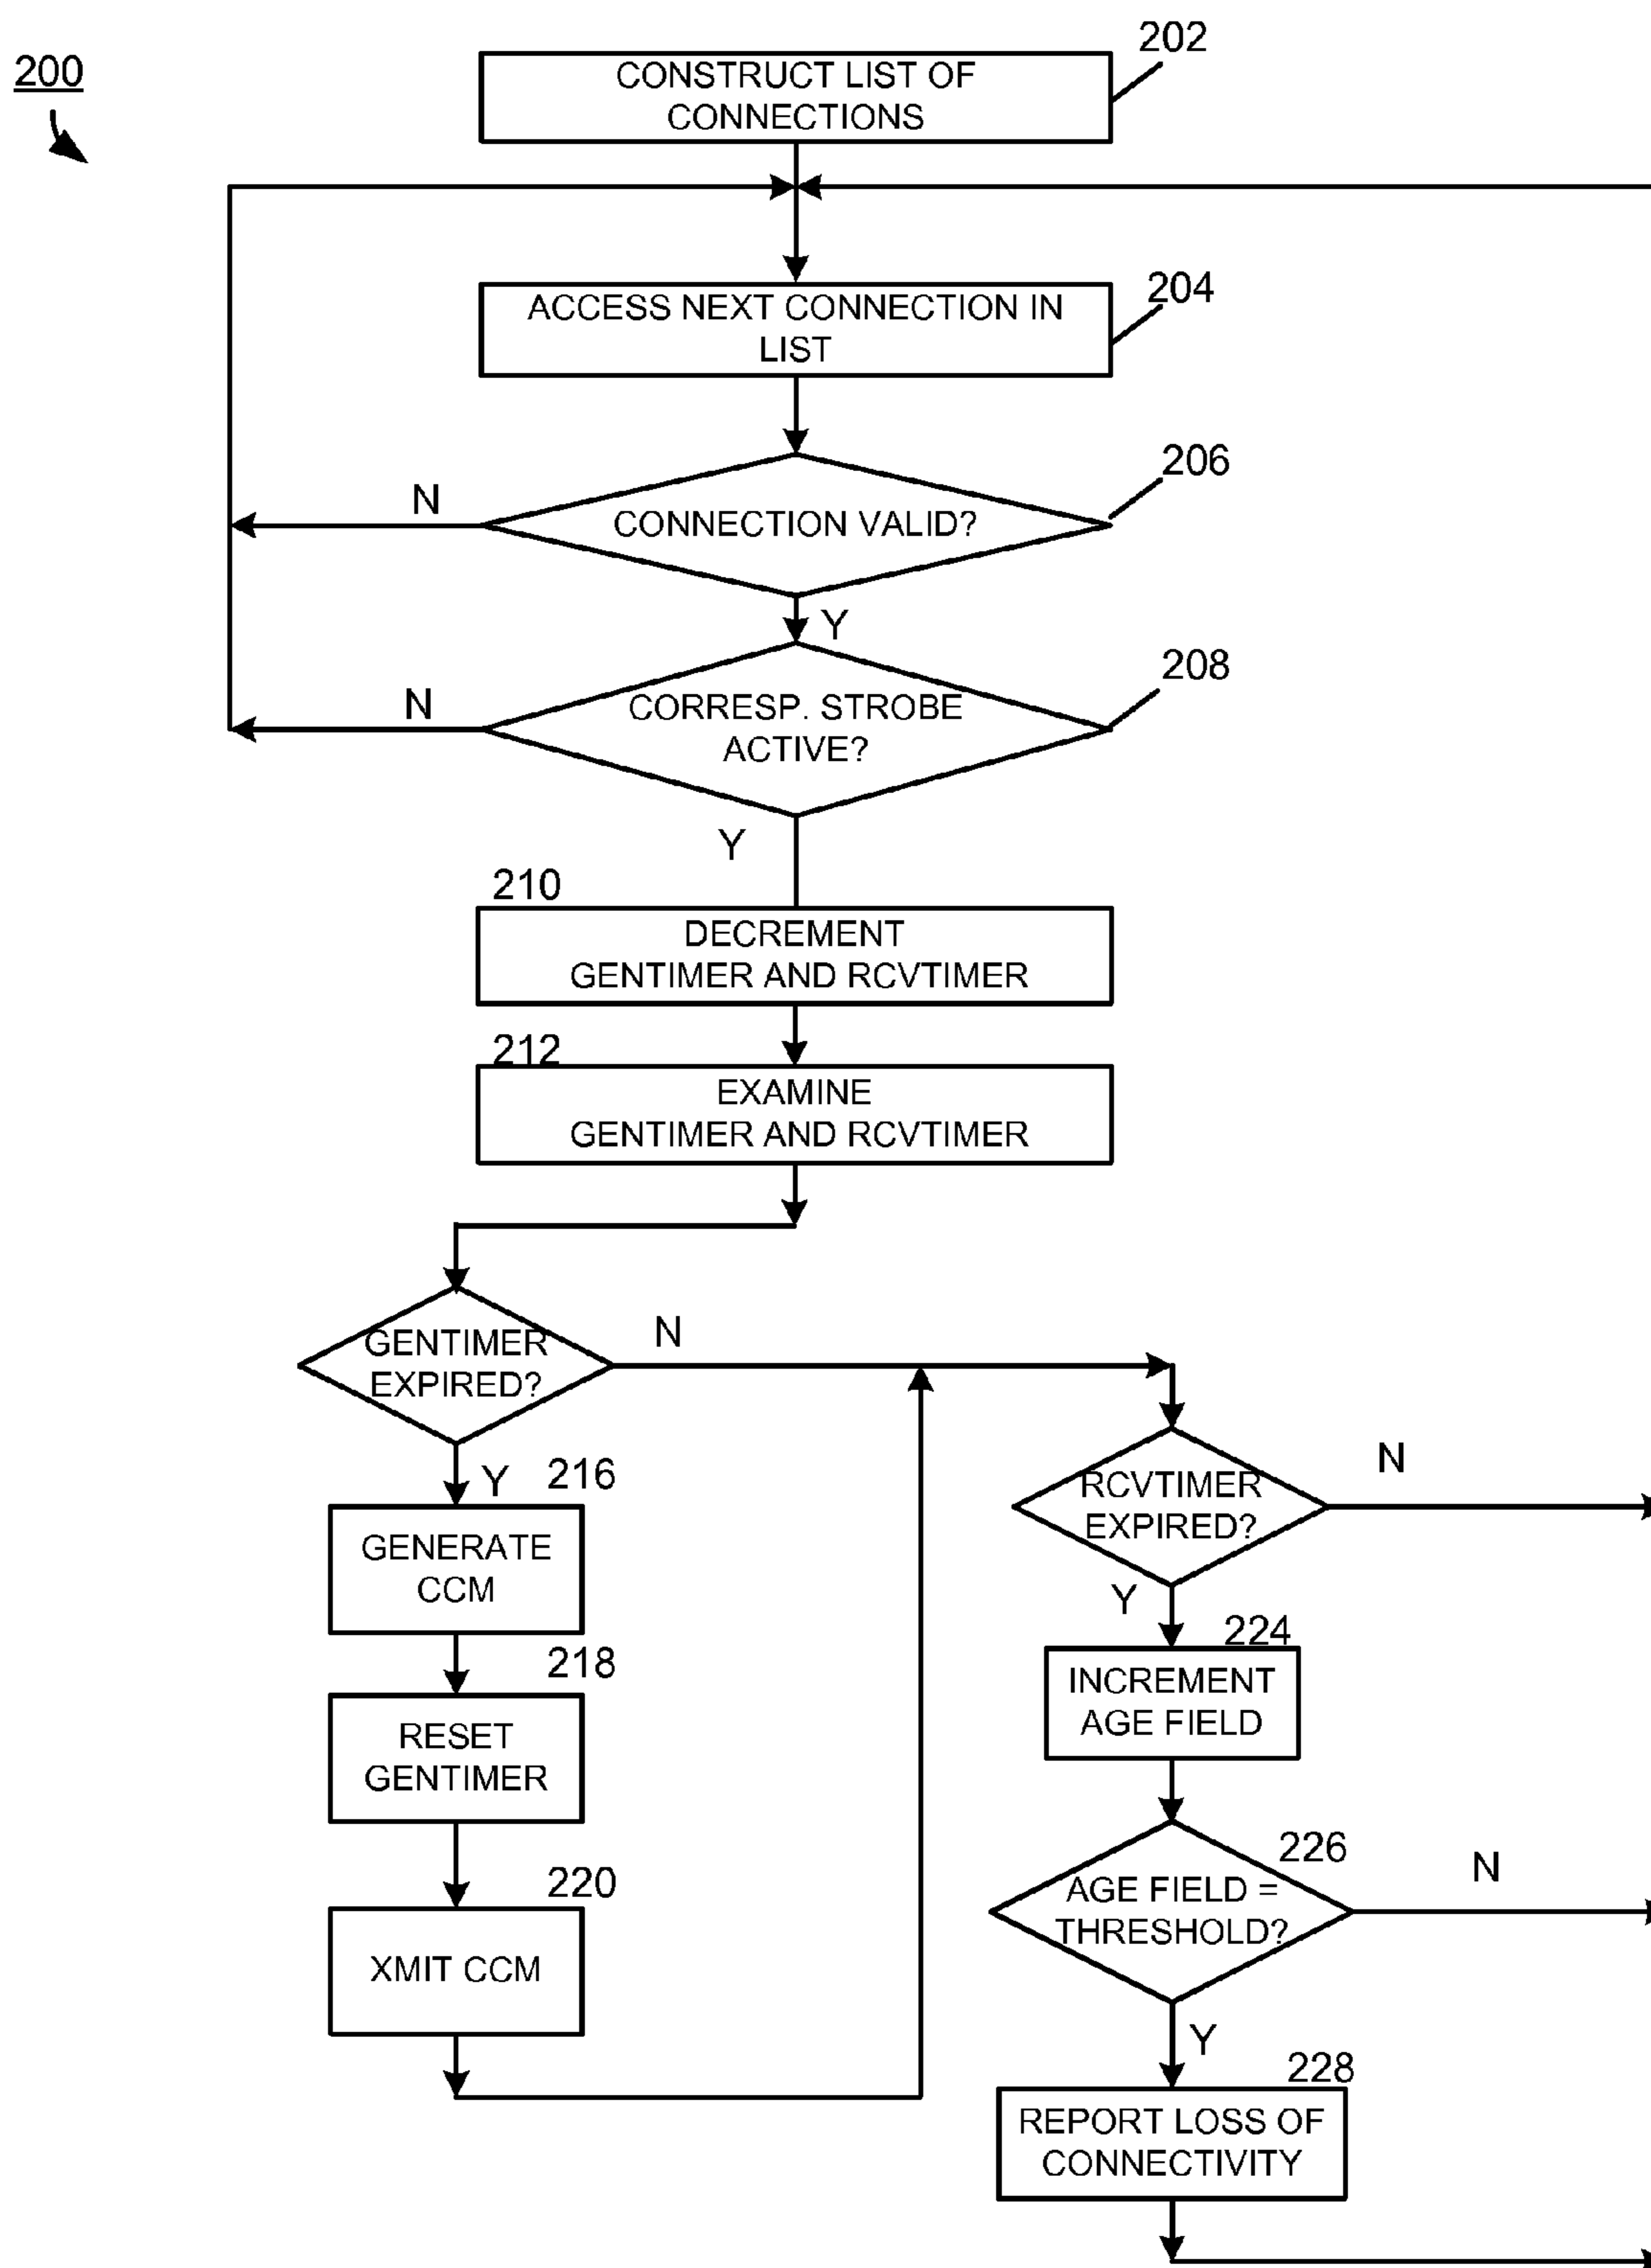 200
202
CONSTRUCT LIST OF
CONNECTIONS
204
ACCESS NEXT CONNECTION IN
LIST
206
N
CONNECTION VALID?
Y
208
N
CORRESP. STROBE
ACTIVE?
Y
210
DECREMENT
GENTIMER AND RCVTIMER
212
EXAMINE
GENTIMER AND RCVTIMER
GENTIMER
EXPIRED?
N
Y
216
GENERATE
CCM
218
RESET
GENTIMER
220
XMIT CCM
RCVTIMER
EXPIRED?
N
Y
224
INCREMENT
AGE FIELD
226
AGE FIELD =
THRESHOLD?
N
Y
228
REPORT LOSS OF
CONNECTIVITY